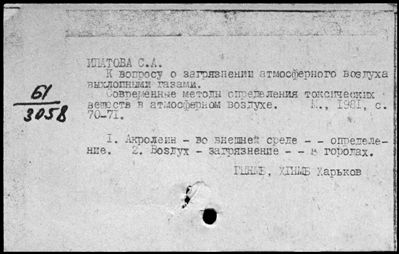 ИПАТОВА С.А.
К вопросу о загрязнении атмосферного воздуха
выхлопными газами.
61
3058
Современные методы определения токсических
веществ в атмосферном воздухе. М., 1981, с.
70-71.
1. Акролеин - во внешней среде - - определе-
ние. 2. Воздух - загрязнение - - в городах.
ХГНМБ Харьков